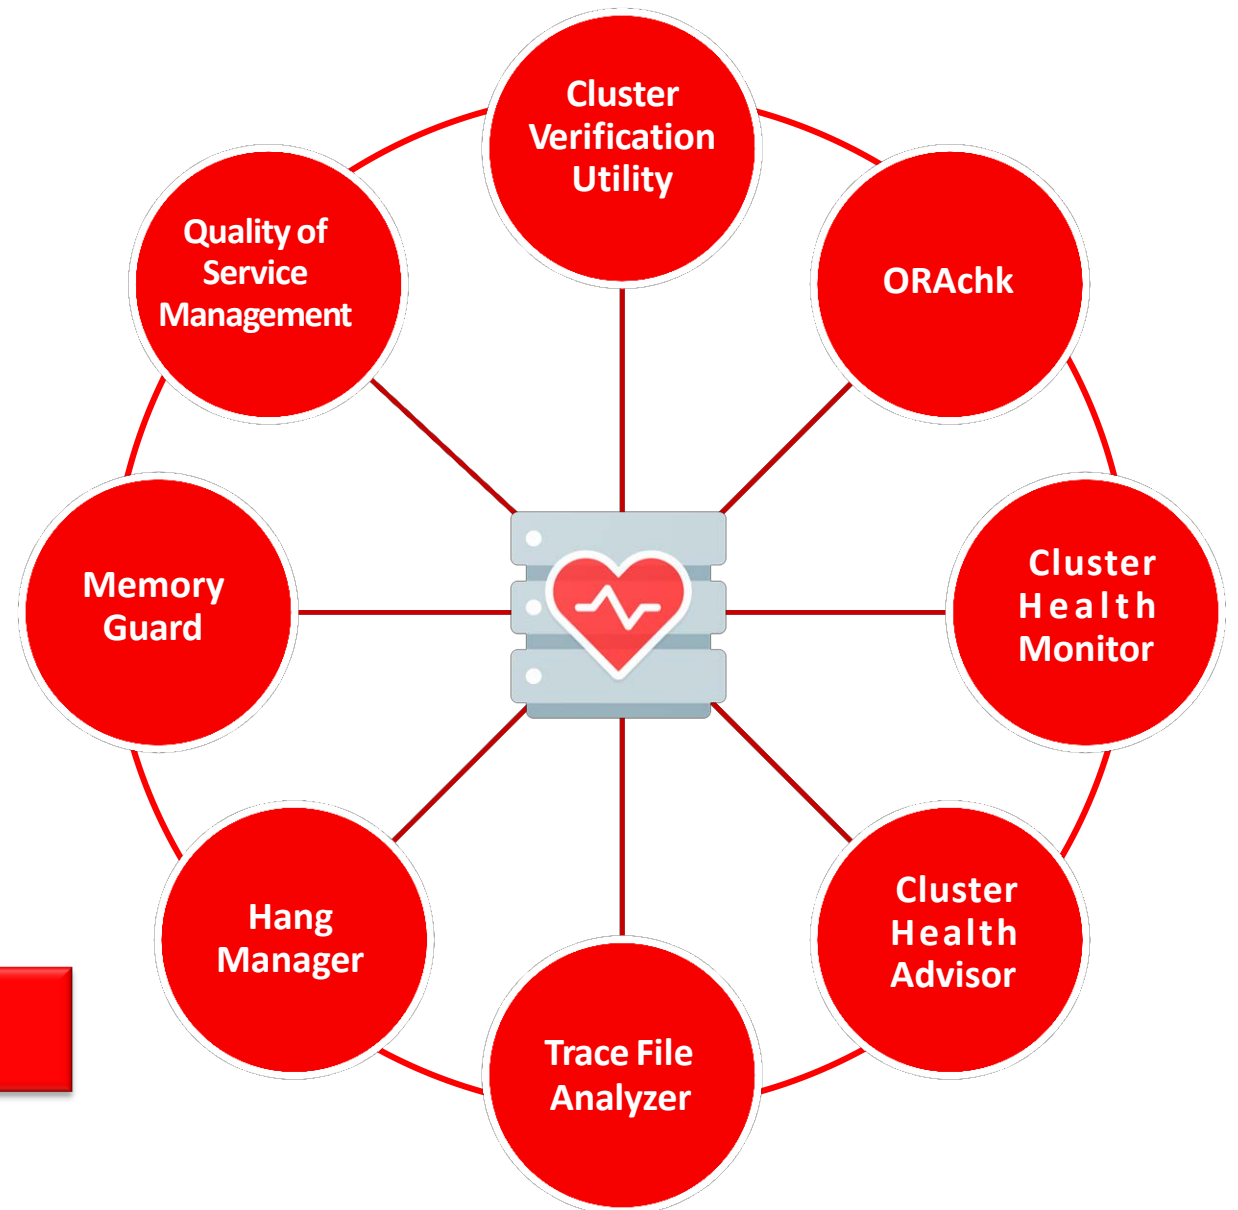 Cluster
Verification
Utility
Quality of
Service
Management
ORAchk
Memory
Guard
Cluster
Health
Monitor
Hang
Manager
Cluster
Health
Advisor
Trace File
Analyzer